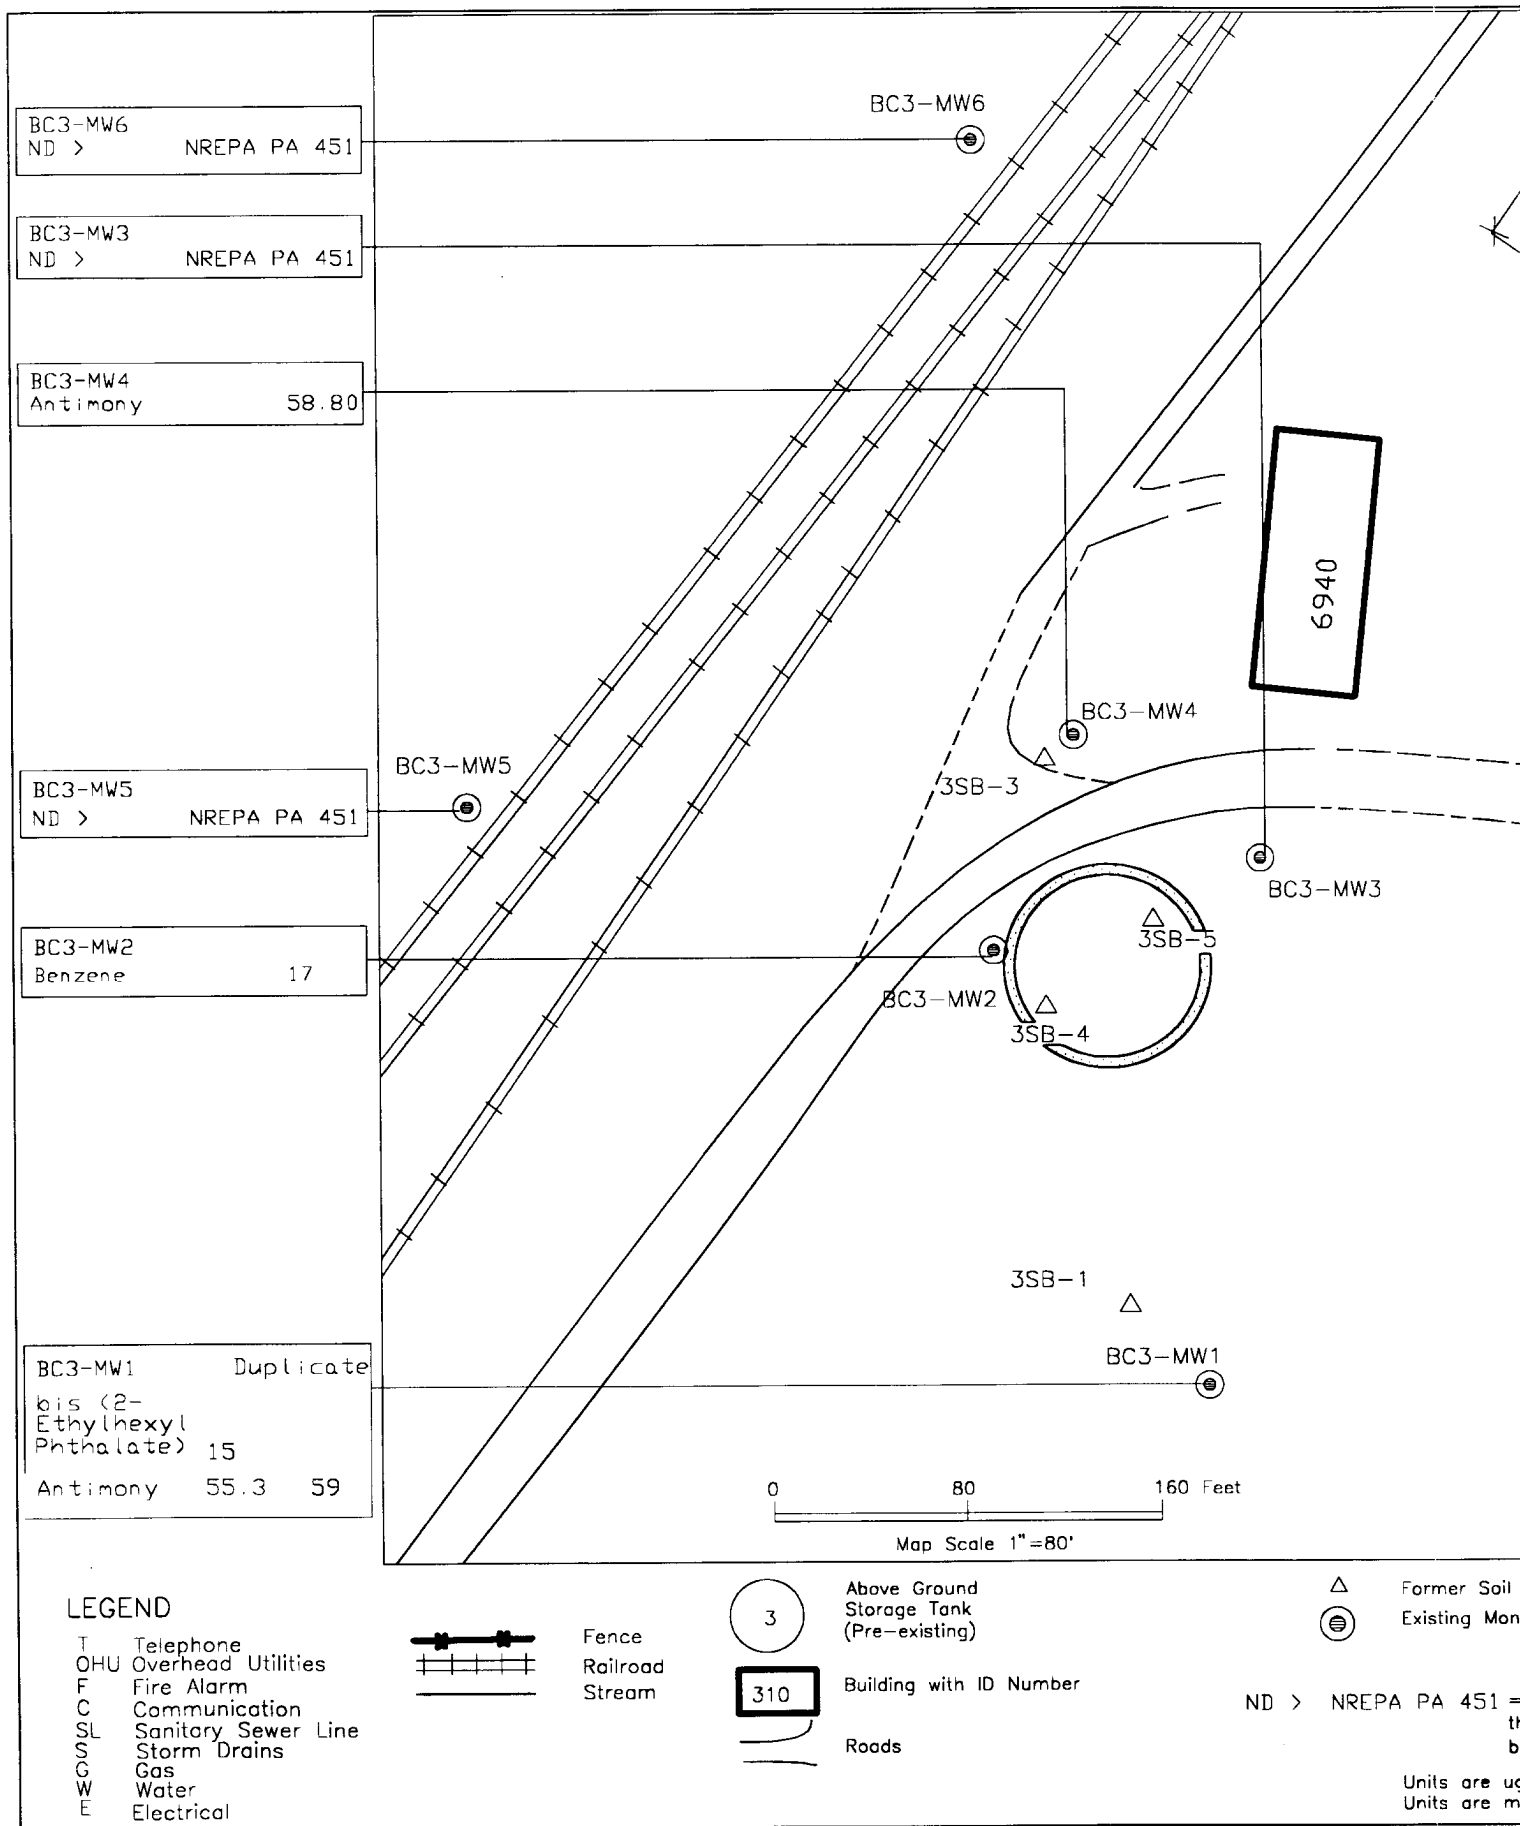 BC3-MW6
ND > NREPA PA 451
BC3-MW3
ND > NREPA PA 451
BC3-MW4
Antimony 58.80
BC3-MW5
ND > NREPA PA 451
BC3-MW2
Benzene 17
BC3-MW1 Duplicate
bis (2-
Ethylhexyl
Phthalate) 15
Antimony 55.3 59
BC3-MW6
6940
BC3-MW4
3SB-3
BC3-MW5
BC3-MW3
3SB-5
BC3-MW2
3SB-4
3SB-1
BC3-MW1
0 80 160 Feet
Map Scale 1"=80'
LEGEND
T Telephone
OHU Overhead Utilities
F Fire Alarm
C Communication
SL Sanitary Sewer Line
S Storm Drains
G Gas
W Water
E Electrical
Fence
Railroad
Stream
3
Above Ground
Storage Tank
(Pre-existing)
310
Building with ID Number
Roads
Former Soil
Existing Mon
ND > NREPA PA 451 =
th
b
Units are ug
Units are m